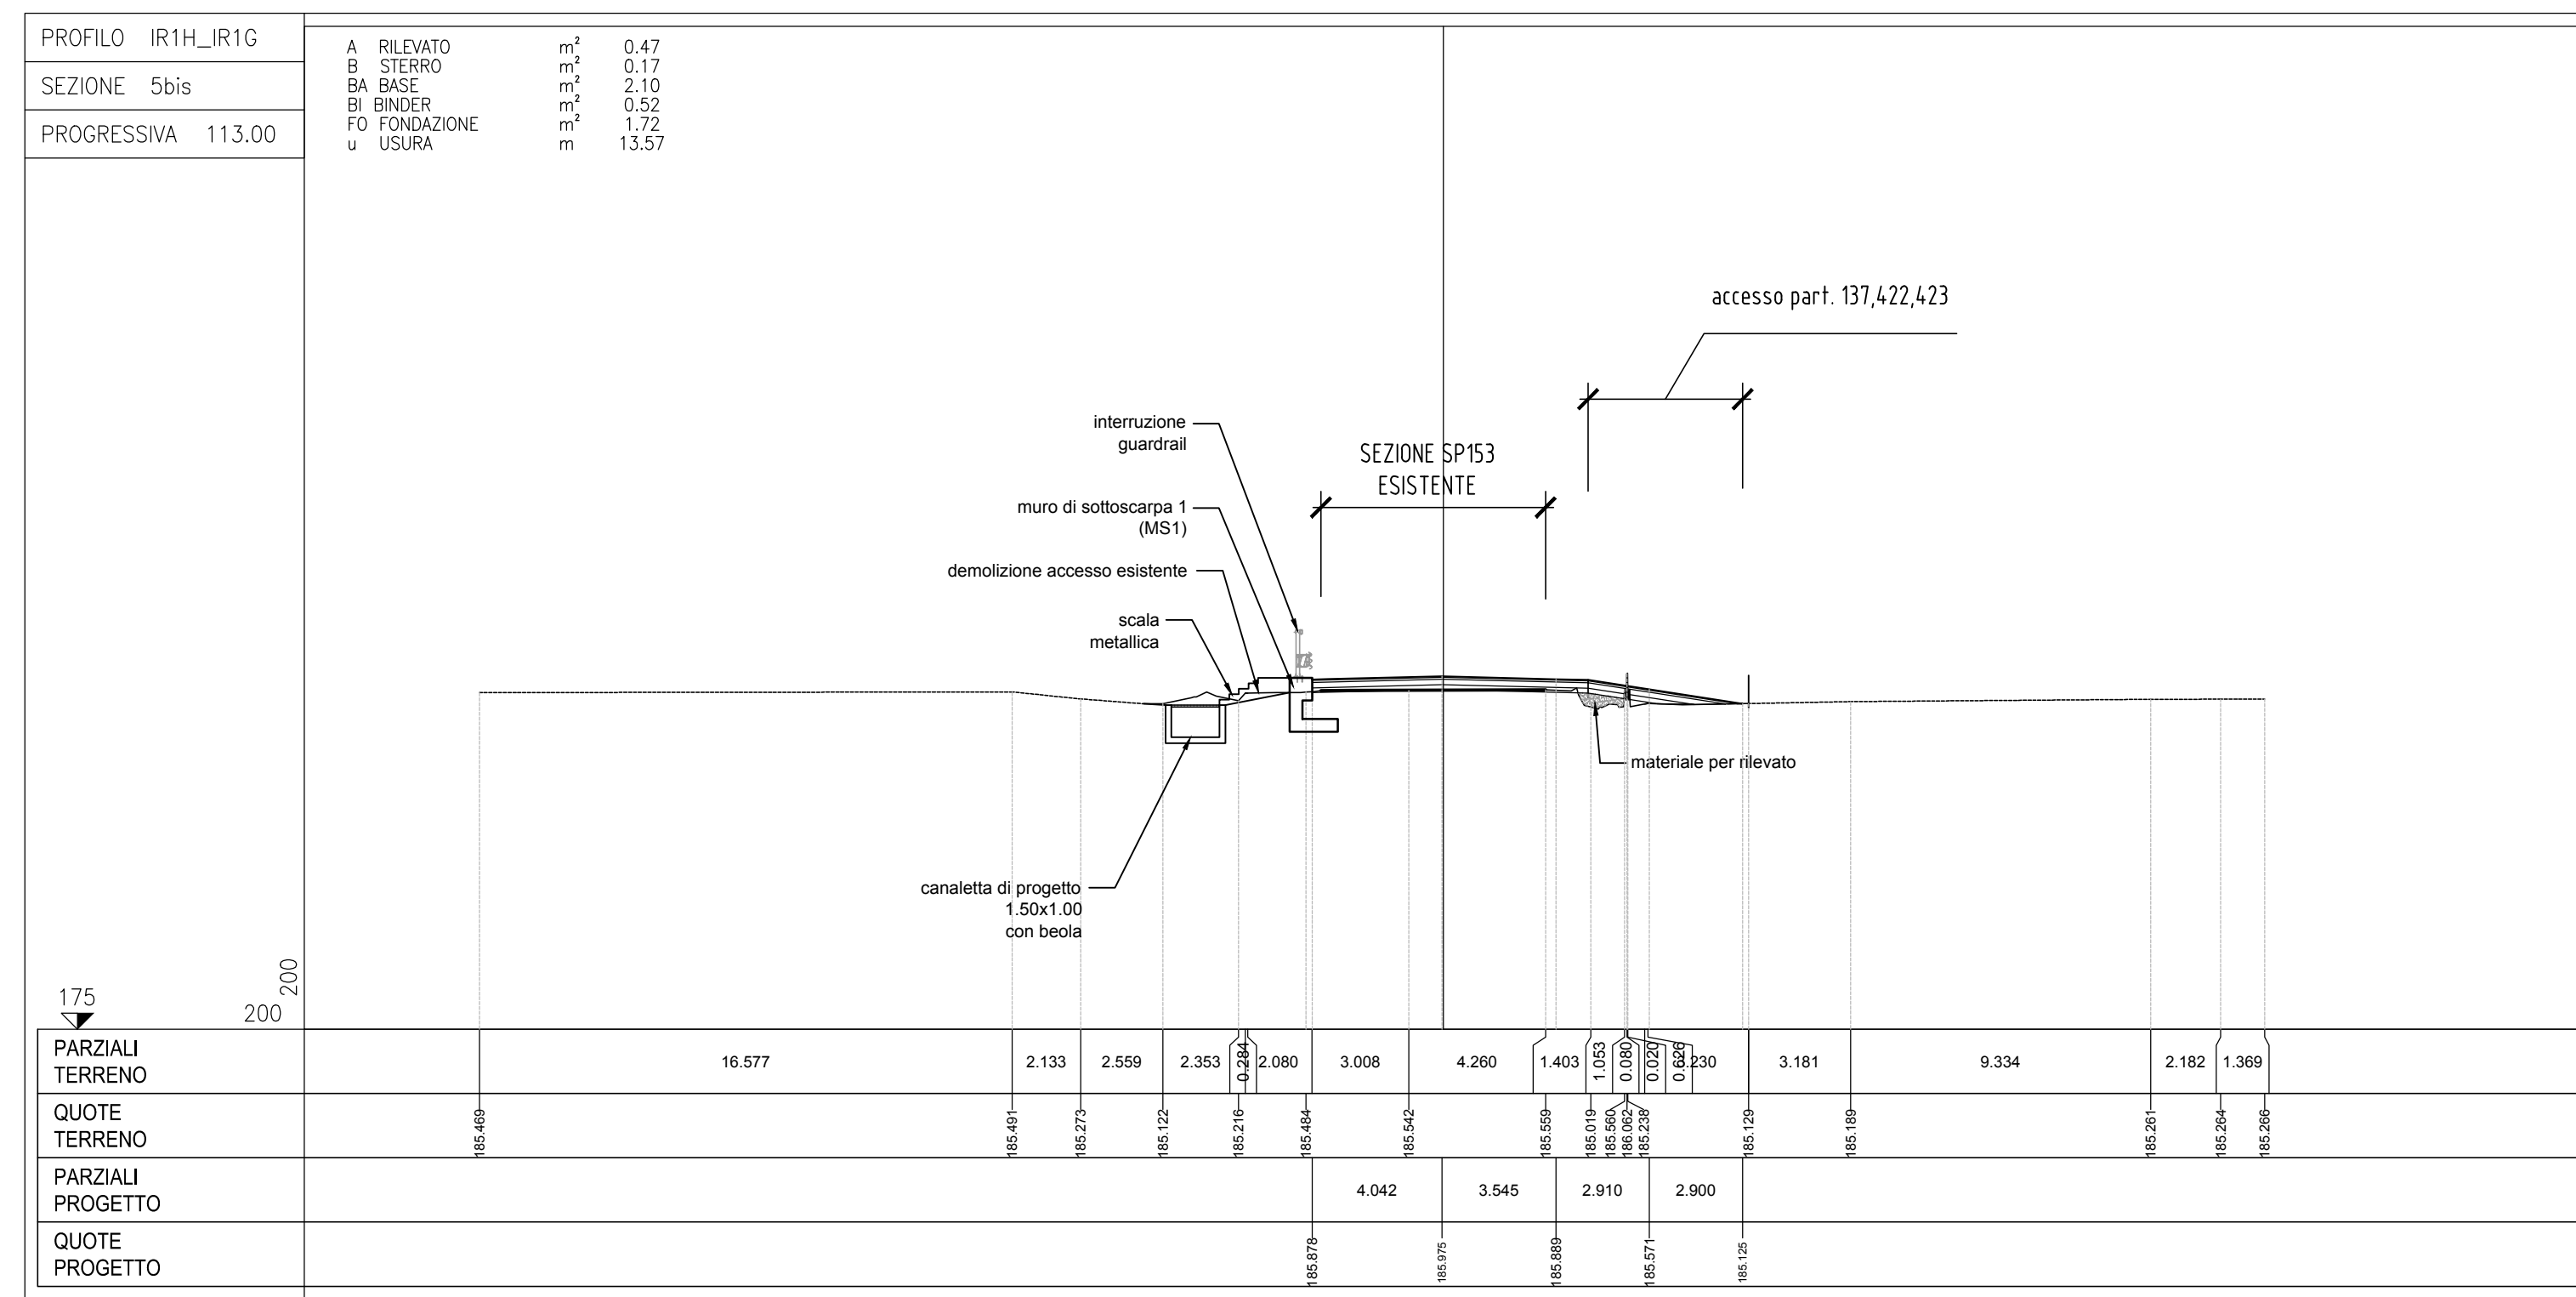 PROFILO IR1H_IR1G
SEZIONE 5bis
PROGRESSIVA 113.00
A RILEVATO m² 0.47
B STERRO m² 0.17
BA BASE m² 2.10
BI BINDER m² 0.52
FO FONDAZIONE m² 1.72
u USURA m 13.57
accesso part. 137,422,423
interruzione
guardrail
SEZIONE SP153
ESISTENTE
muro di sottoscarpa 1
(MS1)
demolizione accesso esistente
scala
metallica
materiale per rilevato
canaletta di progetto
1.50x1.00
con beola
175
200
200
PARZIALI
TERRENO
16.577 2.133 2.559 2.353 0.284 2.080 3.008 4.260 1.403 1.053 0.080 0.020 0.626 .230 3.181 9.334 2.182 1.369
QUOTE
TERRENO
185.469 185.491 185.273 185.122 185.216 185.484 185.542 185.559 185.019 185.560 186.062 185.238 185.129 185.189 185.261 185.264 185.266
PARZIALI
PROGETTO
4.042 3.545 2.910 2.900
QUOTE
PROGETTO
185.878 185.975 185.889 185.571 185.125